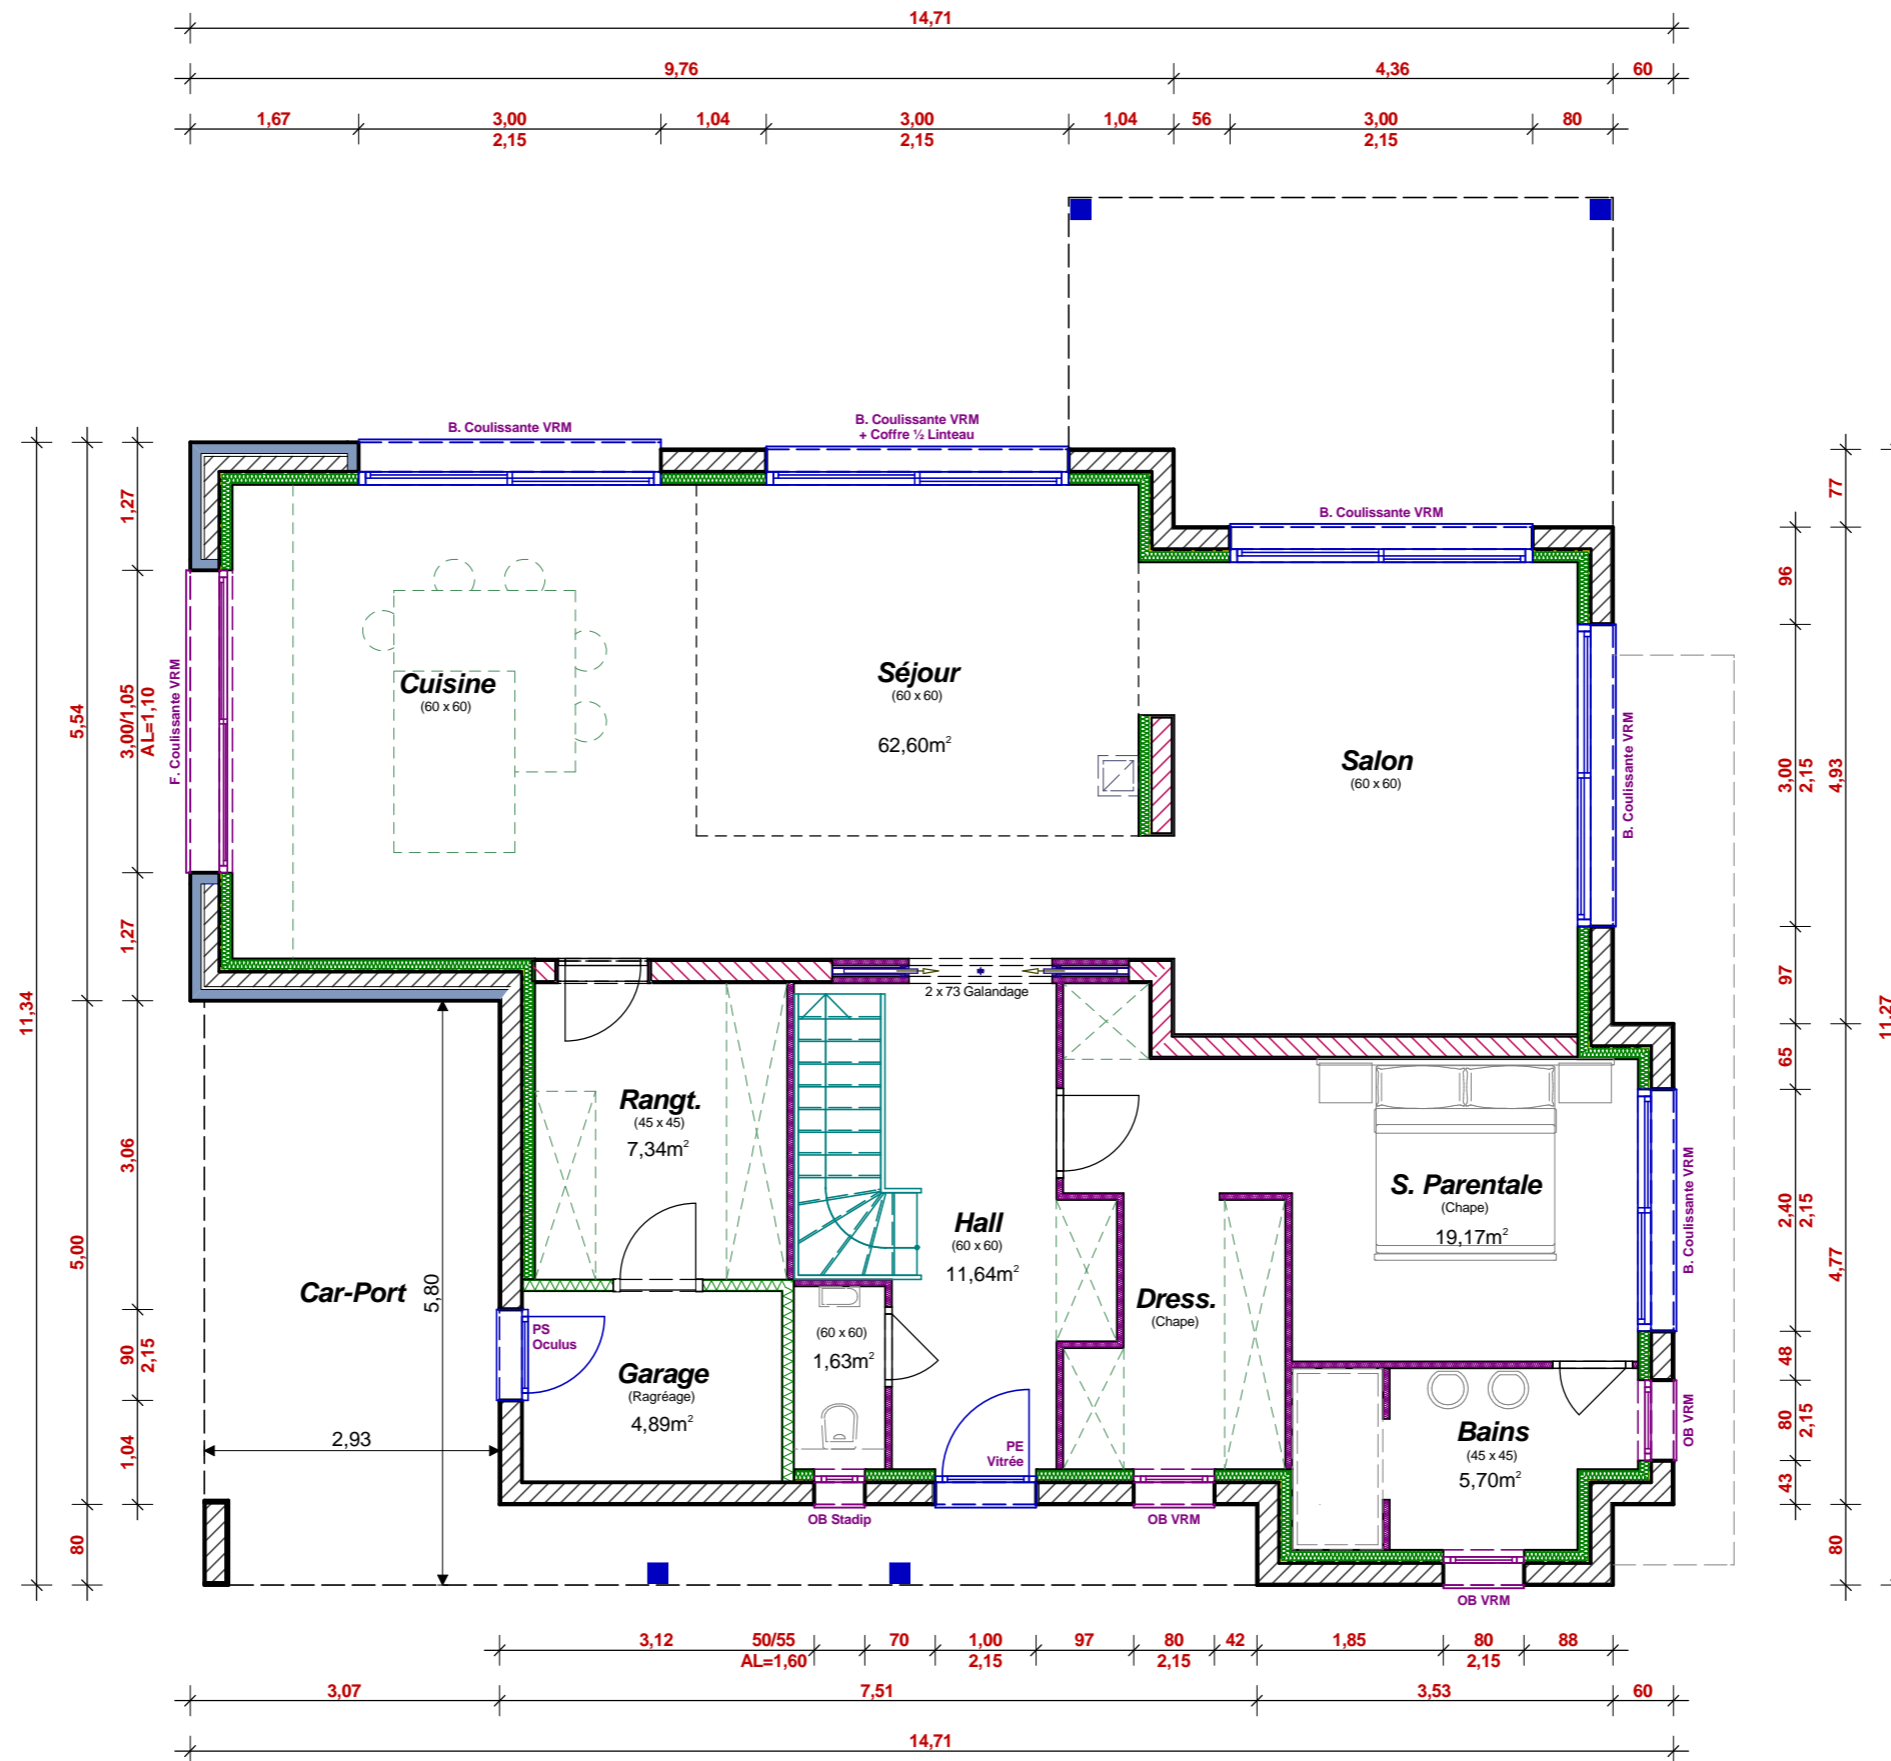 14,71
9,76 4,36 60
1,67 3,00 1,04 3,00 1,04 56 3,00 80
2,15 2,15 2,15
B. Coulissante VRM
B. Coulissante VRM
+ Coffre ½ Linteau
B. Coulissante VRM
11,34
5,54
5,00
80
1,27
3,00/1,05
AL=1,10
1,27
3,06
90
2,15
1,04
F. Coulissante VRM
Cuisine
(60 x 60)
Séjour
(60 x 60)
62,60m²
Salon
(60 x 60)
B. Coulissante VRM
77
96
3,00
2,15
4,93
97
65
2,40
2,15
4,77
48
80
2,15
43
80
11,27
2 x 73 Galandage
Rangt.
(45 x 45)
7,34m²
Hall
(60 x 60)
11,64m²
S. Parentale
(Chape)
19,17m²
B. Coulissante VRM
Car-Port
5,80
2,93
PS
Oculus
Garage
(Ragréage)
4,89m²
(60 x 60)
1,63m²
Dress.
(Chape)
PE
Vitrée
Bains
(45 x 45)
5,70m²
OB VRM
OB Stadip
OB VRM
OB VRM
3,12 50/55 70 1,00 97 80 42 1,85 80 88
AL=1,60 2,15 2,15 2,15
3,07 7,51 3,53 60
14,71